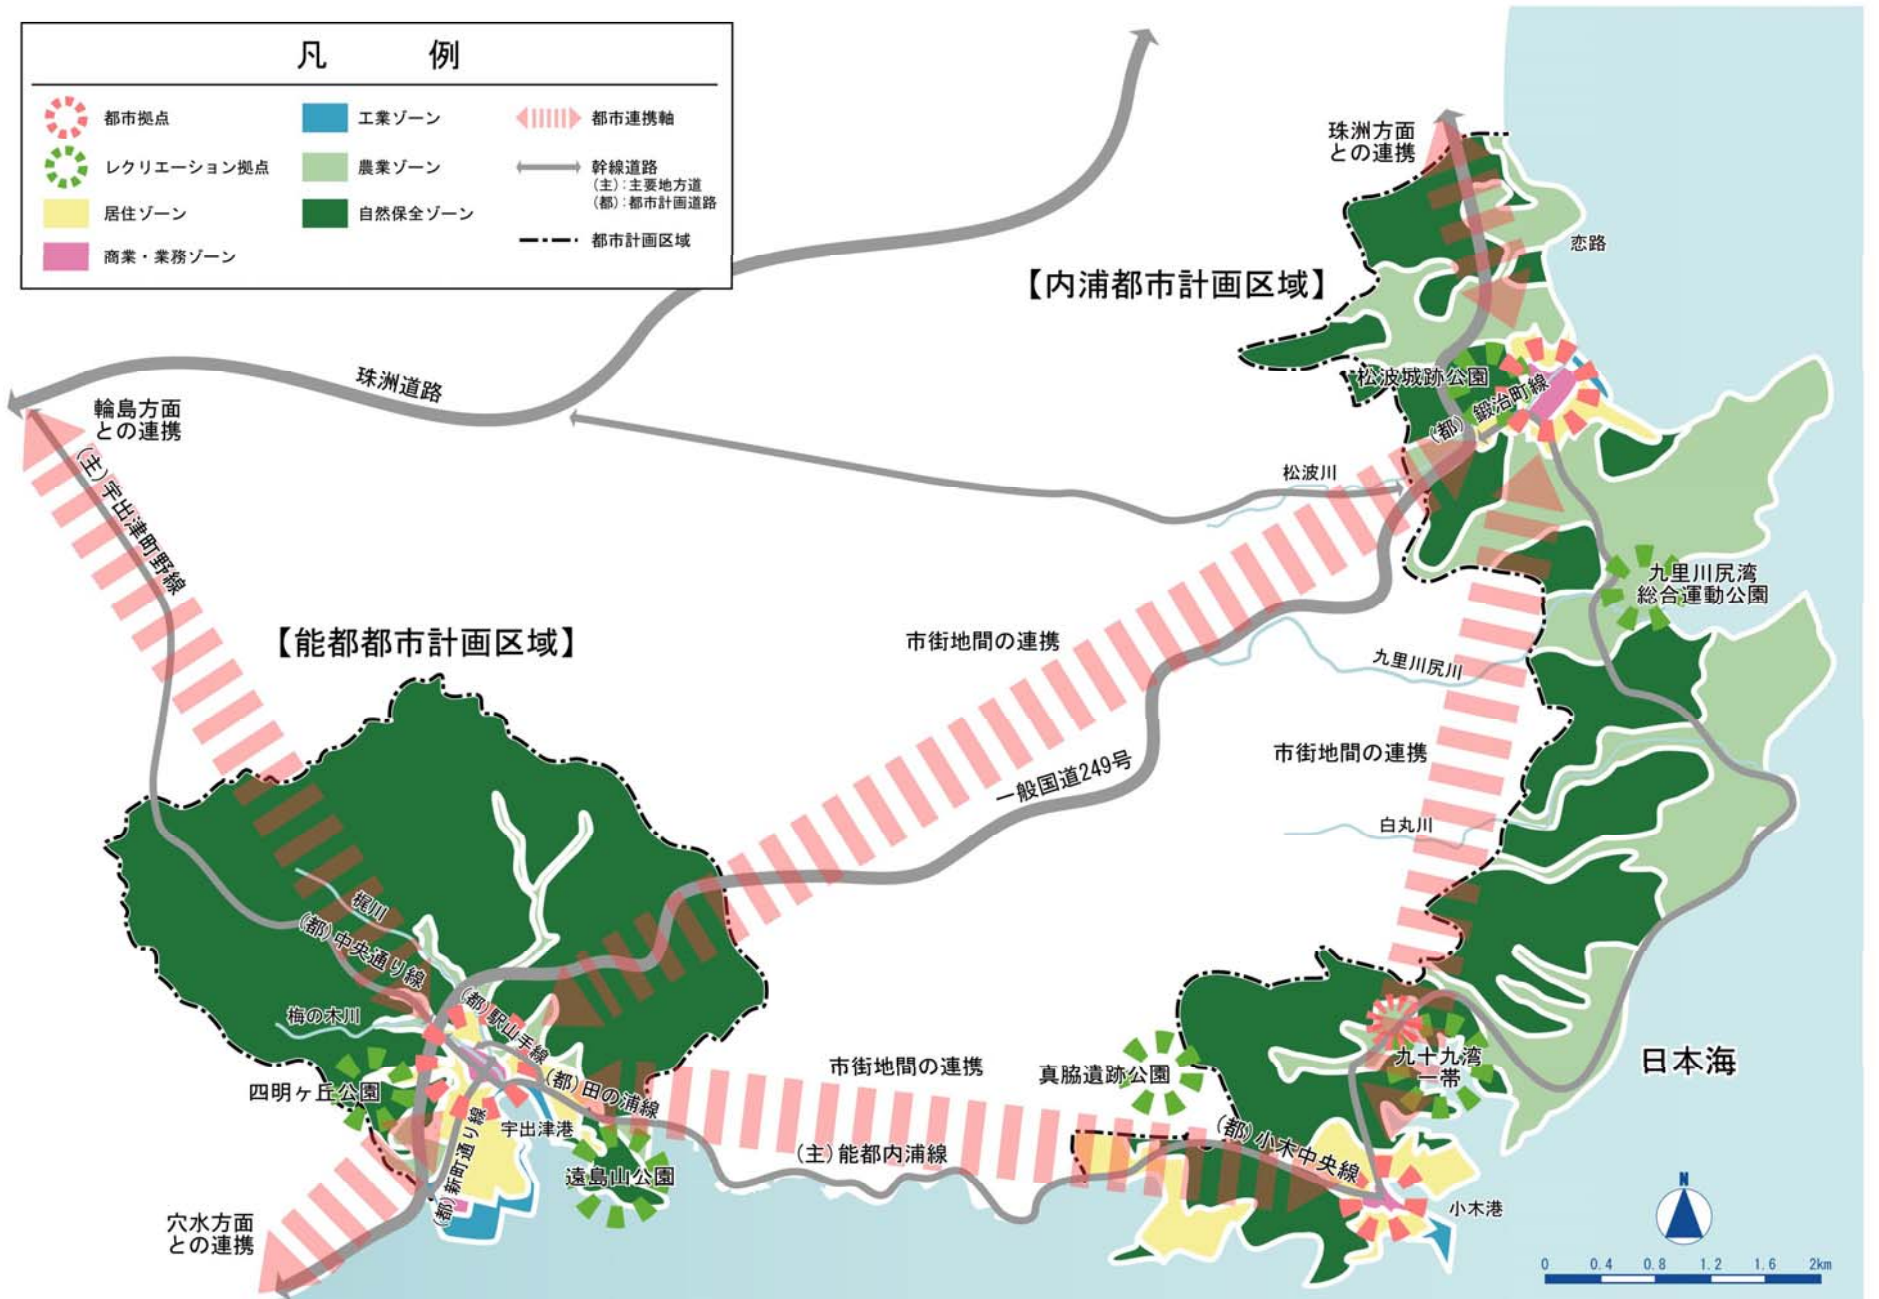 凡 例
都市拠点
レクリエーション拠点
居住ゾーン
商業・業務ゾーン
工業ゾーン
農業ゾーン
自然保全ゾーン
都市連携軸
幹線道路
(主):主要地方道
(都):都市計画道路
都市計画区域
珠洲方面
との連携
恋路
【内浦都市計画区域】
珠洲道路
松波城跡公園
(都)鍛冶町線
輪島方面
との連携
(主)宇出津町野線
松波川
九里川尻湾
総合運動公園
【能都都市計画区域】
市街地間の連携
九里川尻川
市街地間の連携
一般国道249号
白丸川
梶川
(都)中央通り線
梅の木川
(都)駅山手線
四明ヶ丘公園
(都)田の浦線
市街地間の連携
真脇遺跡公園
九十九湾
一帯
日本海
宇出津港
(都)新町通り線
遠島山公園
(主)能都内浦線
(都)小木中央線
小木港
穴水方面
との連携
N
0 0.4 0.8 1.2 1.6 2km